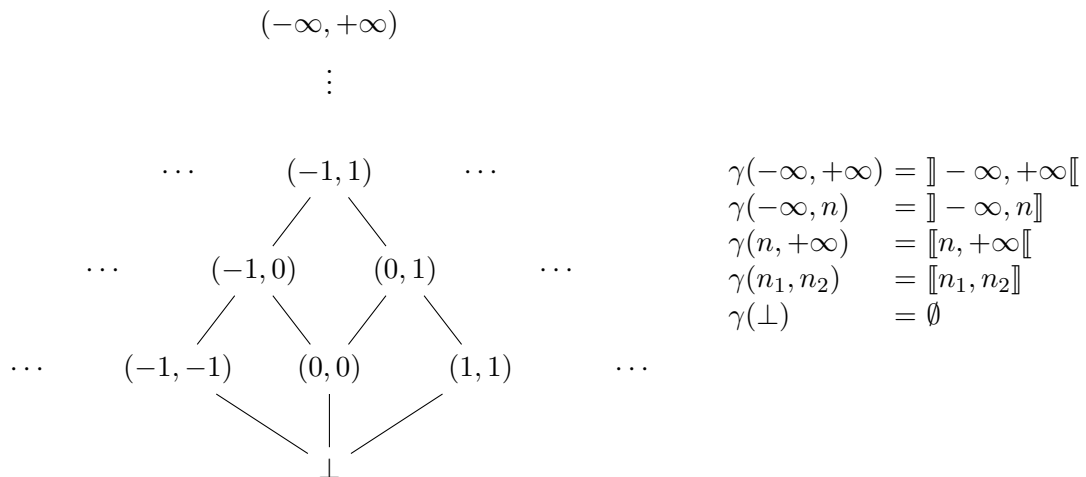 (−∞, +∞)
⋮
⋯ (−1, 1) ⋯
⋯ (−1, 0) (0, 1) ⋯
⋯ (−1, −1) (0, 0) (1, 1) ⋯
⊥
γ(−∞, +∞) = ⟧ − ∞, +∞⟦
γ(−∞, n) = ⟧ − ∞, n⟧
γ(n, +∞) = ⟦n, +∞⟦
γ(n₁, n₂) = ⟦n₁, n₂⟧
γ(⊥) = ∅